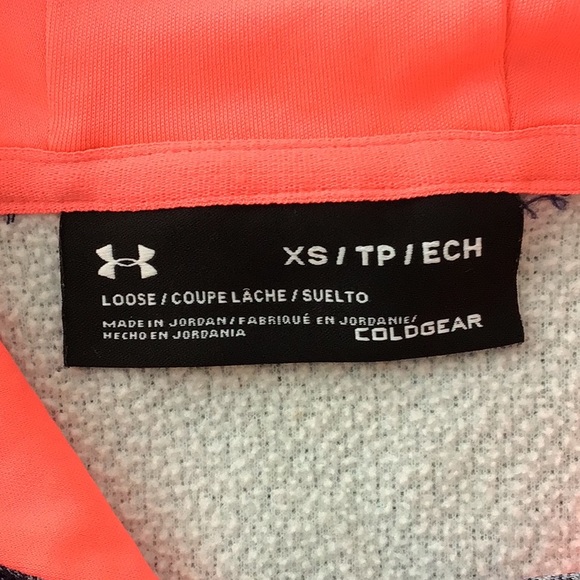 XS / TP / ECH
LOOSE / COUPE LÂCHE / SUELTO
MADE IN JORDAN / FABRIQUÉ EN JORDANIE/
HECHO EN JORDANIA
COLDGEAR